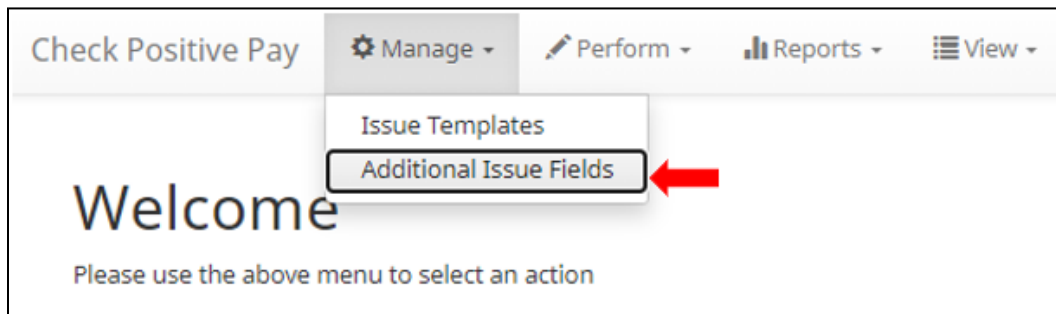 Check Positive Pay Manage Perform Reports View
Issue Templates
Additional Issue Fields
Welcome
Please use the above menu to select an action